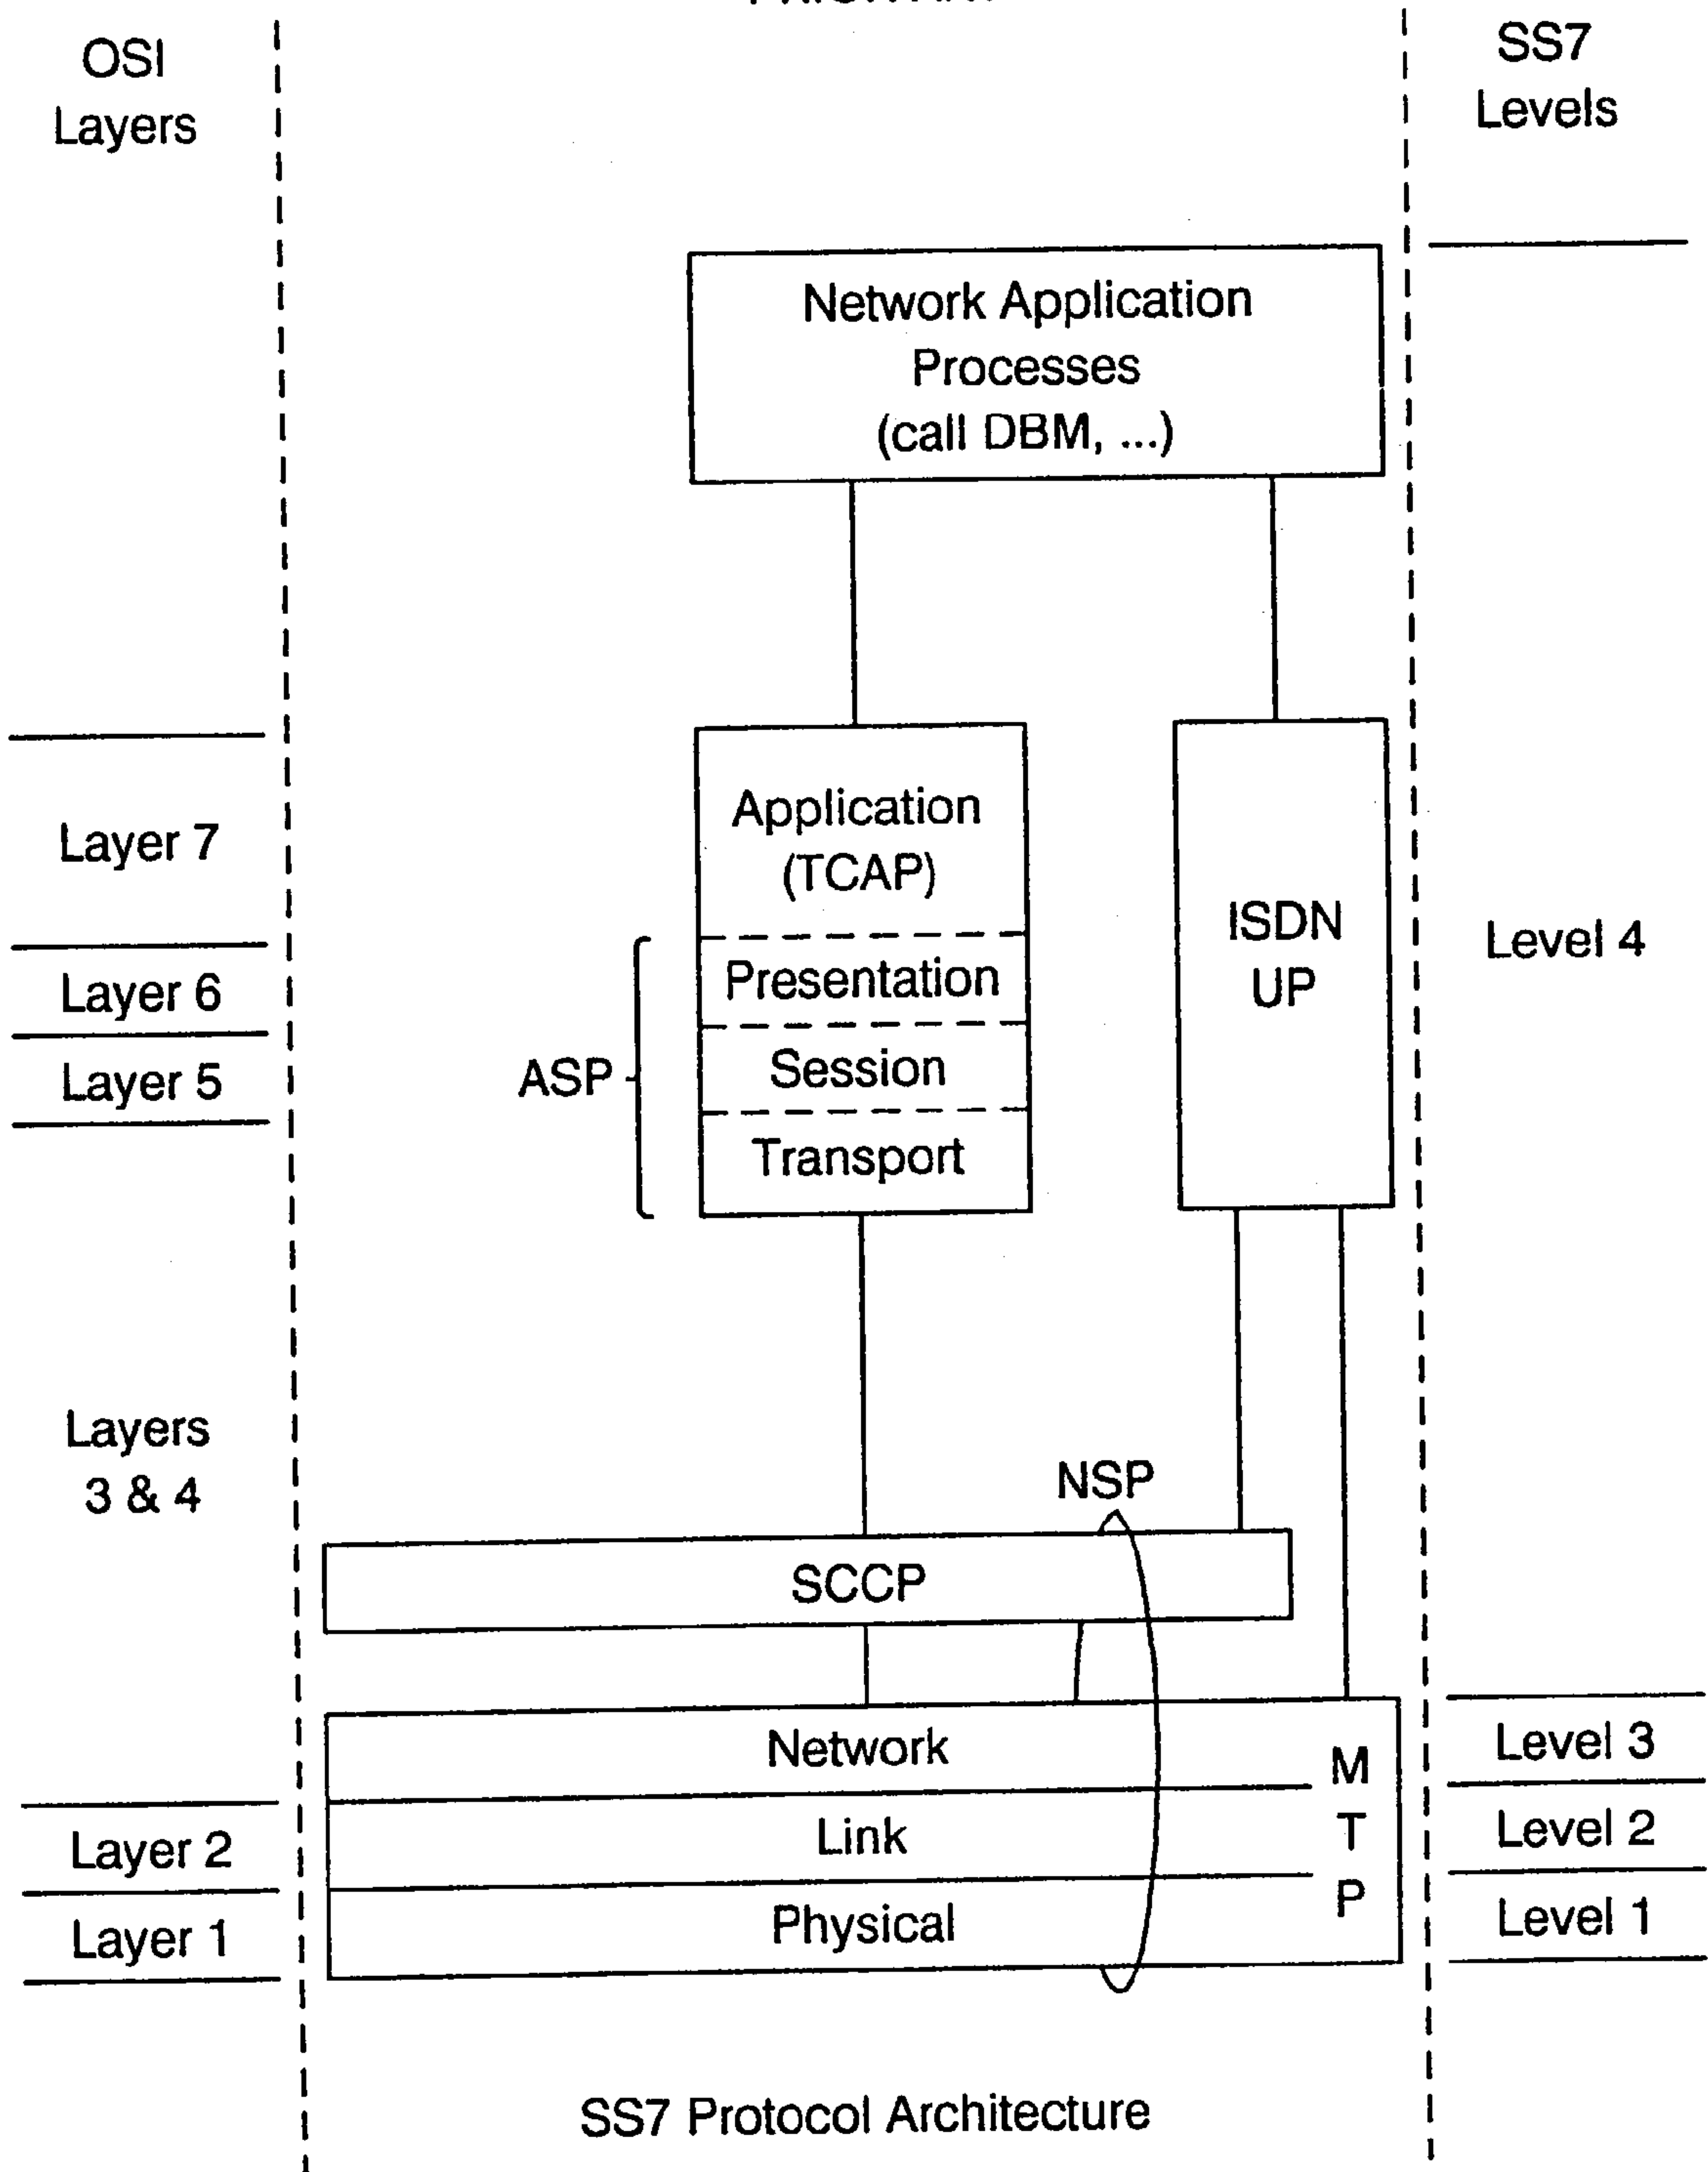 OSI
Layers
SS7
Levels
Network Application
Processes
(call DBM, ...)
Layer 7
Layer 6
Layer 5
Layers
3 & 4
Layer 2
Layer 1
Application
(TCAP)
Presentation
Session
Transport
ASP
ISDN
UP
NSP
SCCP
Network
Link
Physical
M
T
P
Level 4
Level 3
Level 2
Level 1
SS7 Protocol Architecture